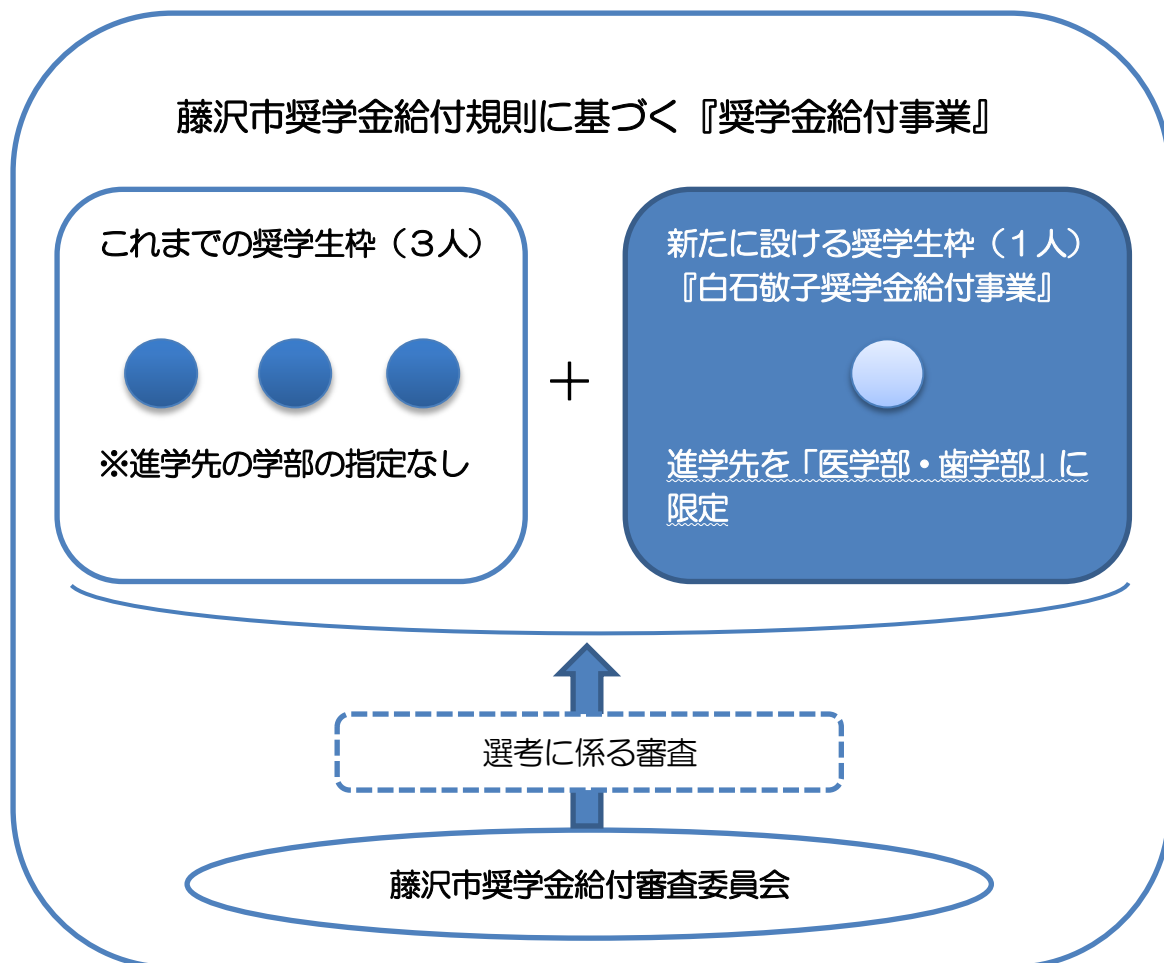 藤沢市奨学金給付規則に基づく『奨学金給付事業』
これまでの奨学生枠（３人）
※進学先の学部の指定なし
＋
新たに設ける奨学生枠（１人）
『白石敬子奨学金給付事業』
進学先を「医学部・歯学部」に
限定
選考に係る審査
藤沢市奨学金給付審査委員会